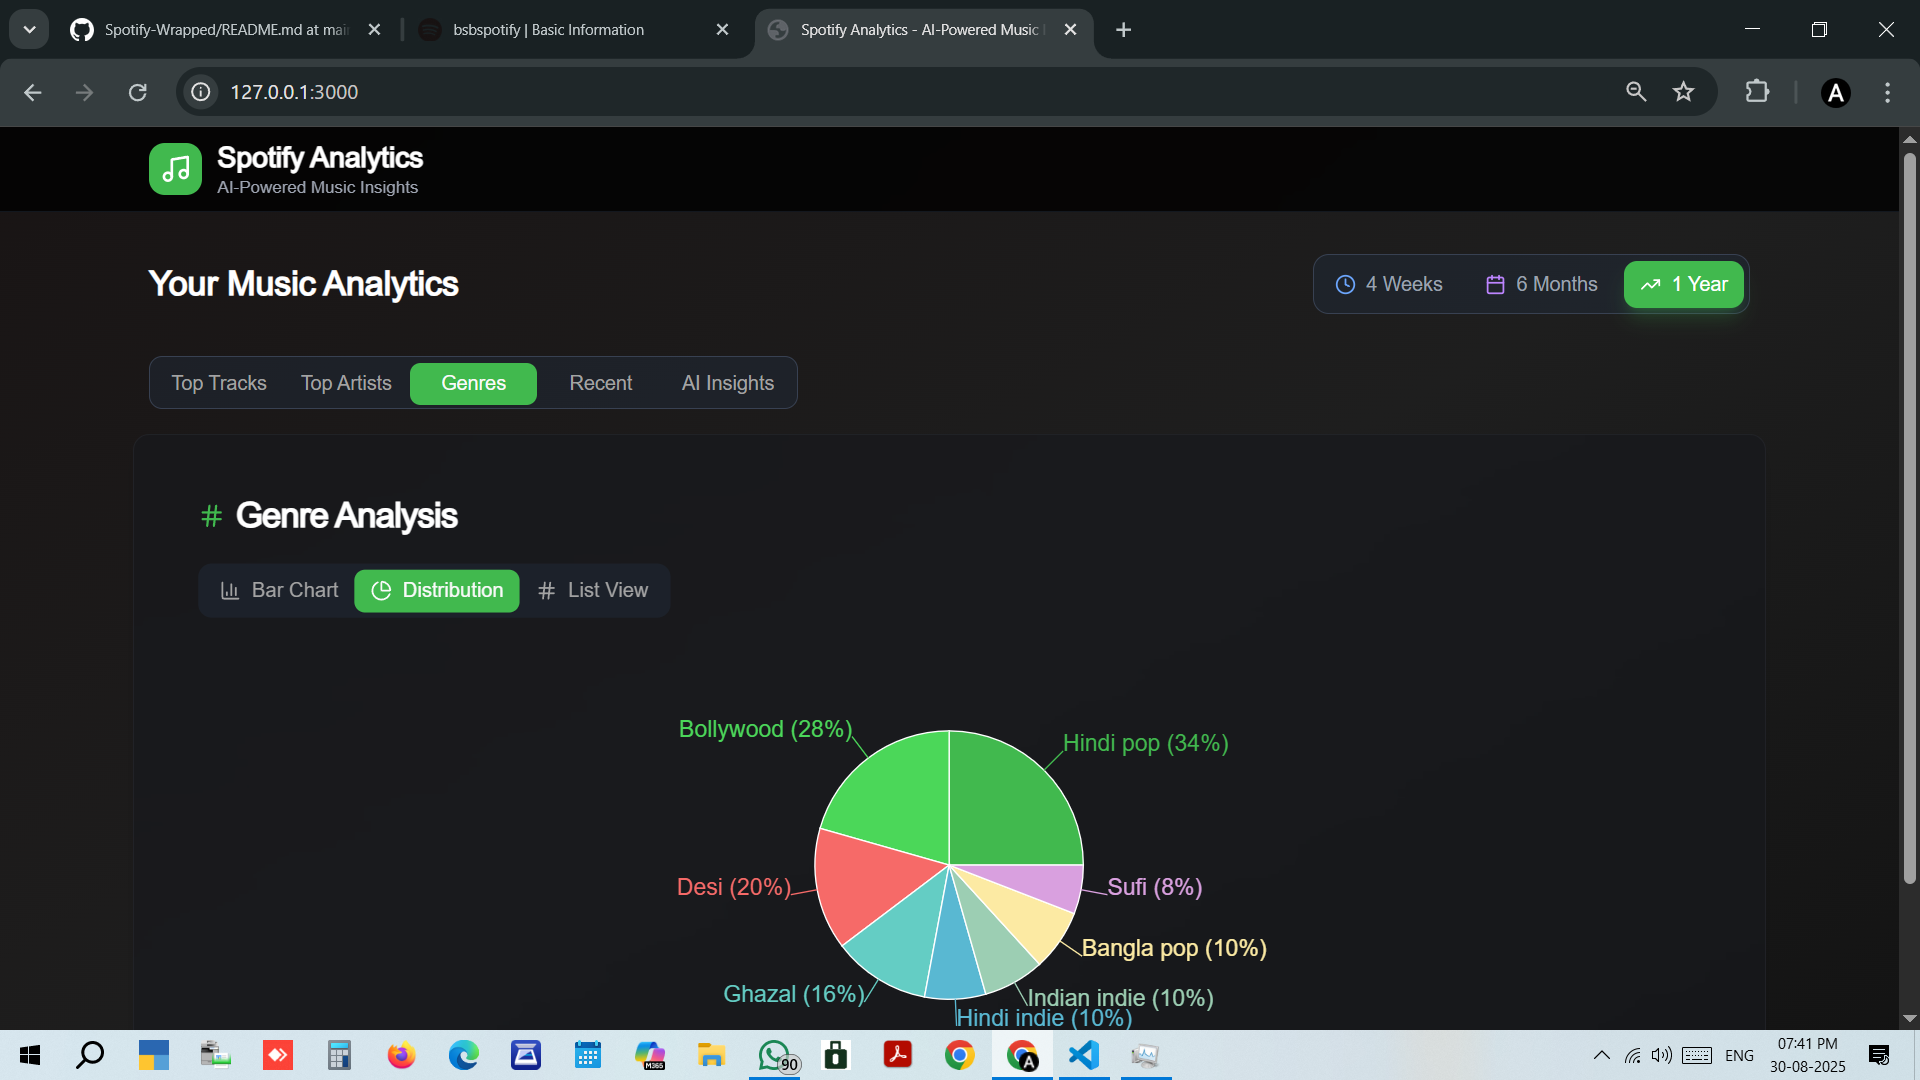 Spotify-Wrapped/README.md at mai
bsbspotify | Basic Information
Spotify Analytics - AI-Powered Music
127.0.0.1:3000
A
Spotify Analytics
AI-Powered Music Insights
Your Music Analytics
4 Weeks
6 Months
1 Year
Top Tracks
Top Artists
Genres
Recent
AI Insights
# Genre Analysis
Bar Chart
Distribution
# List View
Bollywood (28%)
Hindi pop (34%)
Desi (20%)
Sufi (8%)
Bangla pop (10%)
Ghazal (16%)
Indian indie (10%)
Hindi indie (10%)
M365
90
A
ENG
07:41 PM
30-08-2025